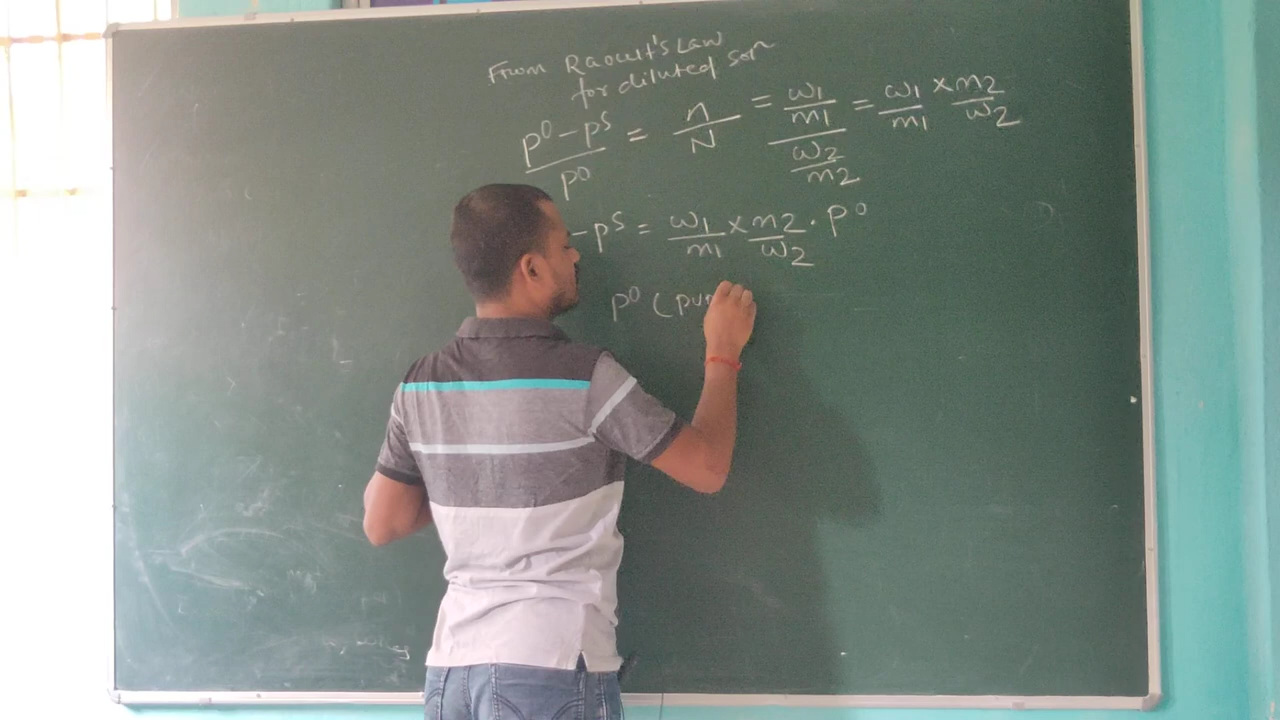 From Raoult's Law
for diluted soln
p⁰ - pˢ / p⁰ = n / N = (w1 / m1) / (w2 / m2) = w1 / m1 × m2 / w2
- pˢ = w1 / m1 × m2 / w2 · p⁰
p⁰ (pu